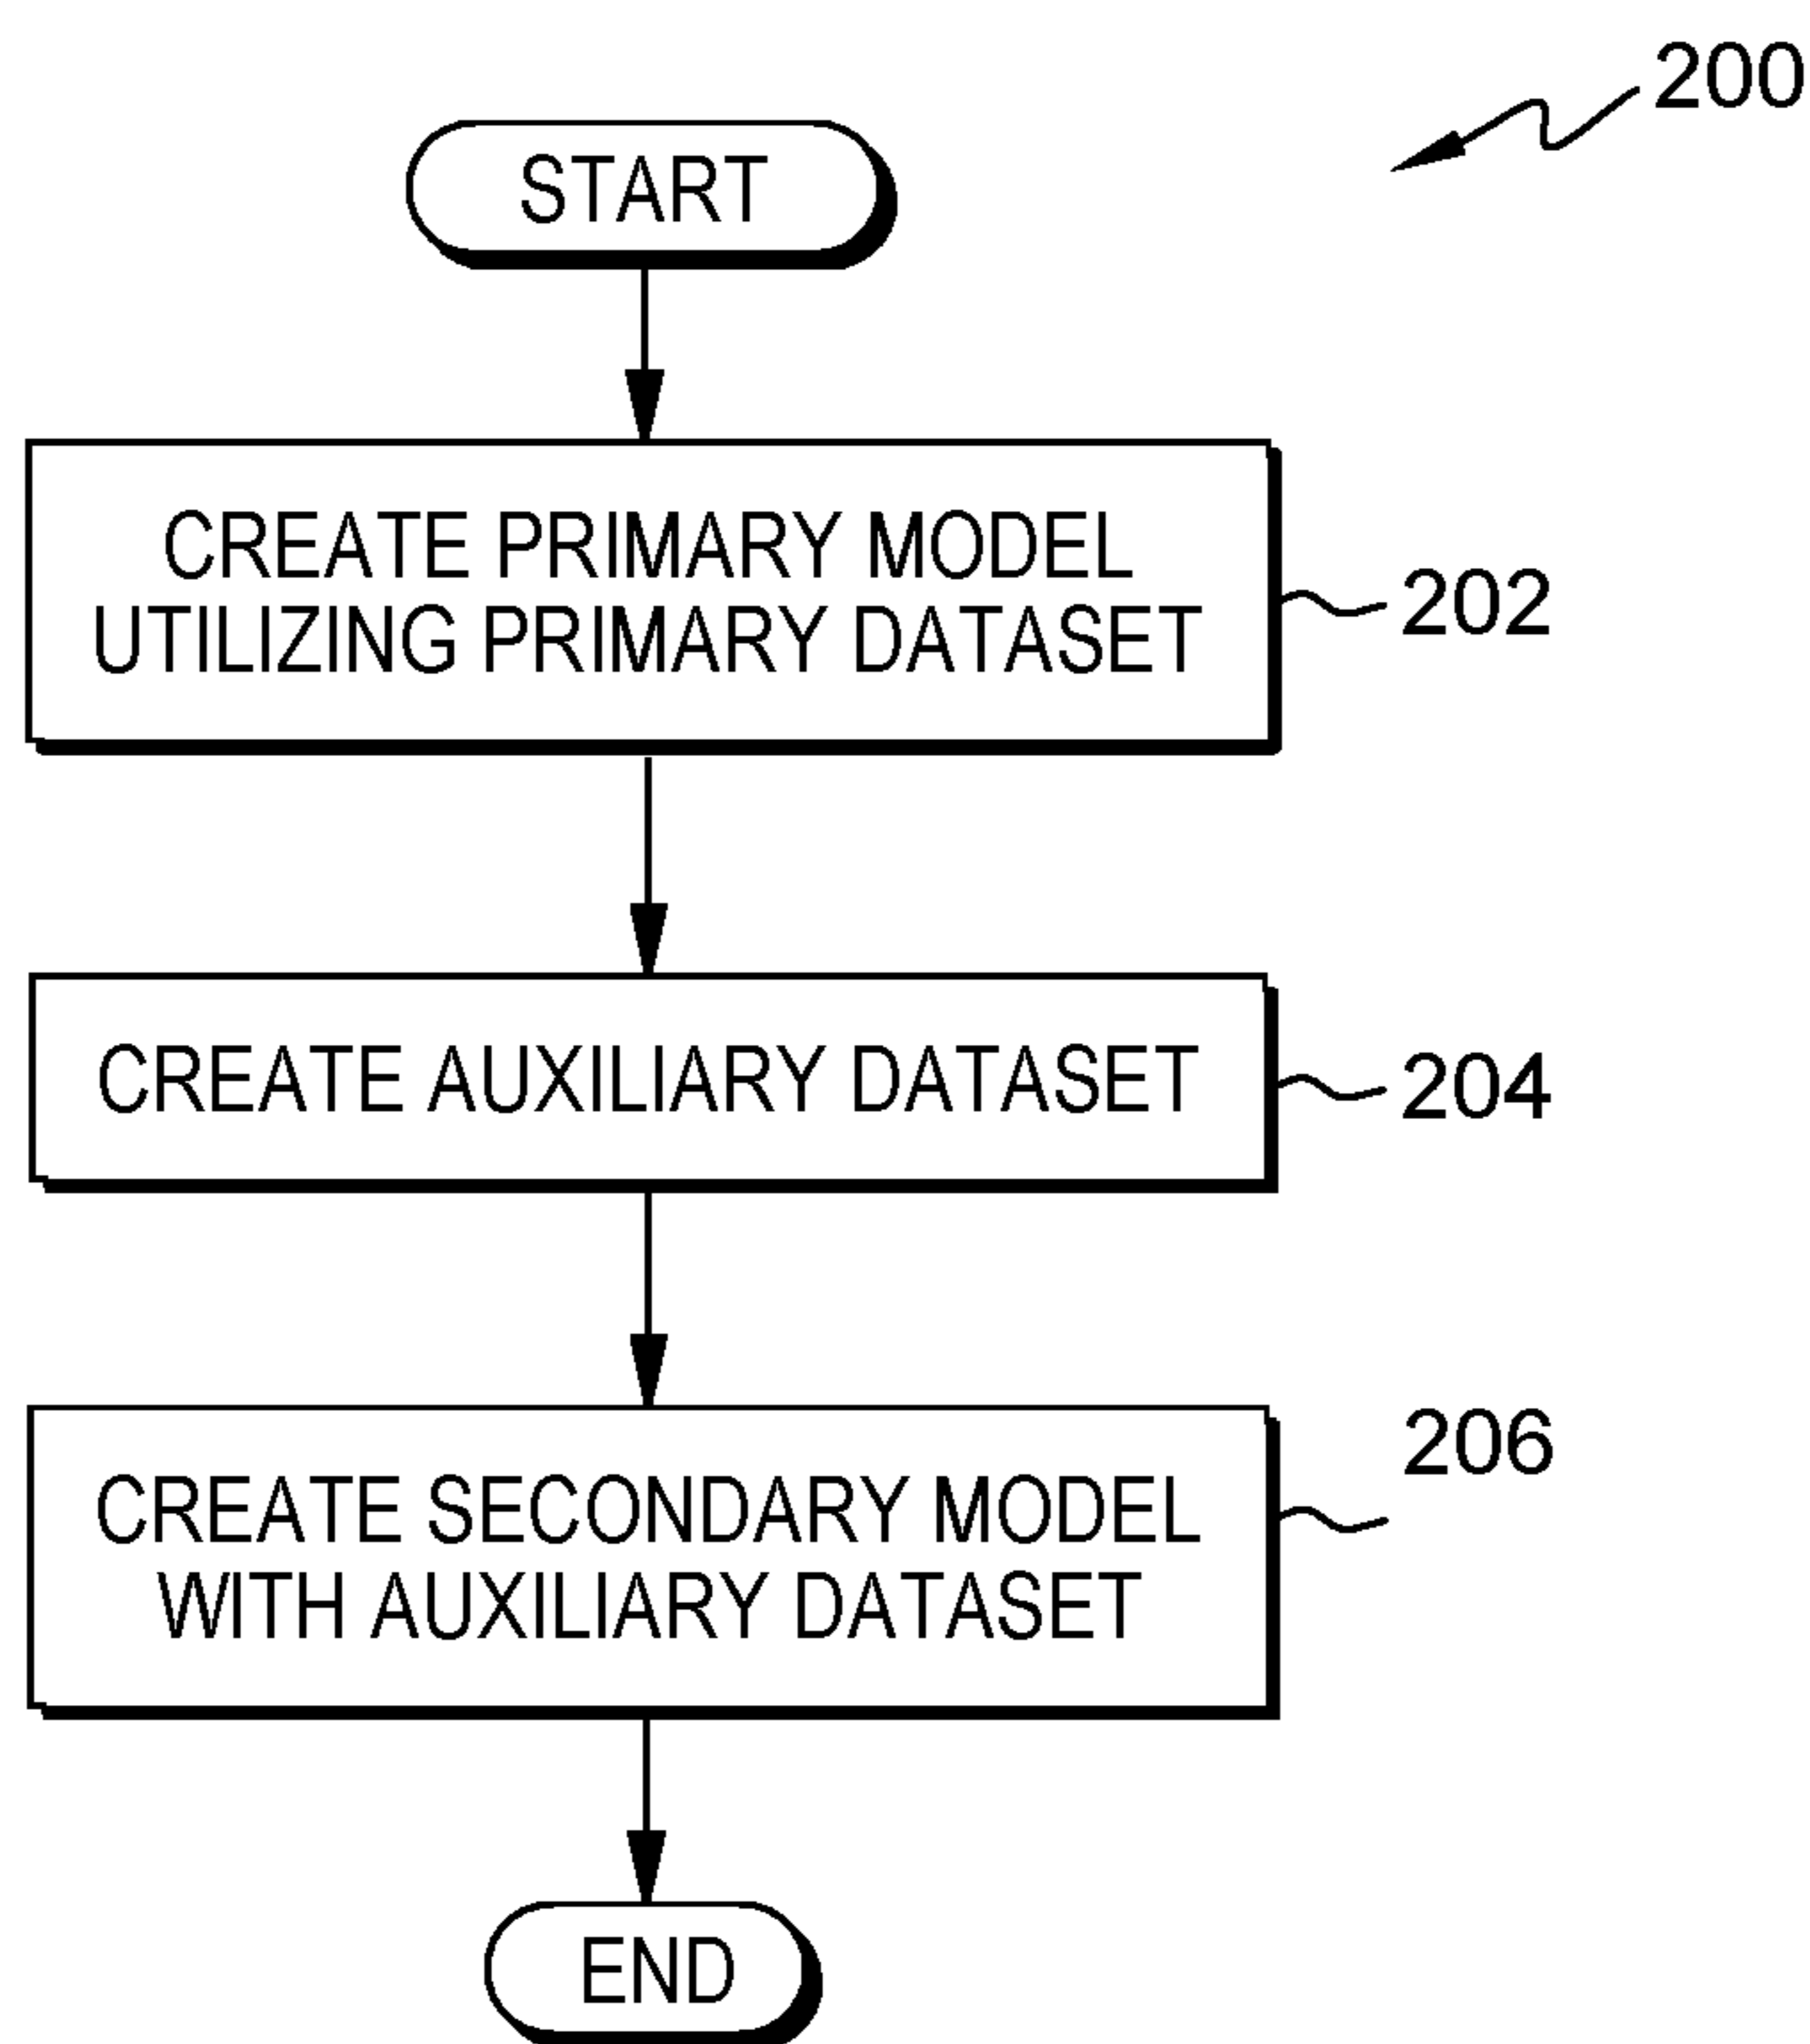 200
START
CREATE PRIMARY MODEL
UTILIZING PRIMARY DATASET
202
CREATE AUXILIARY DATASET
204
206
CREATE SECONDARY MODEL
WITH AUXILIARY DATASET
END